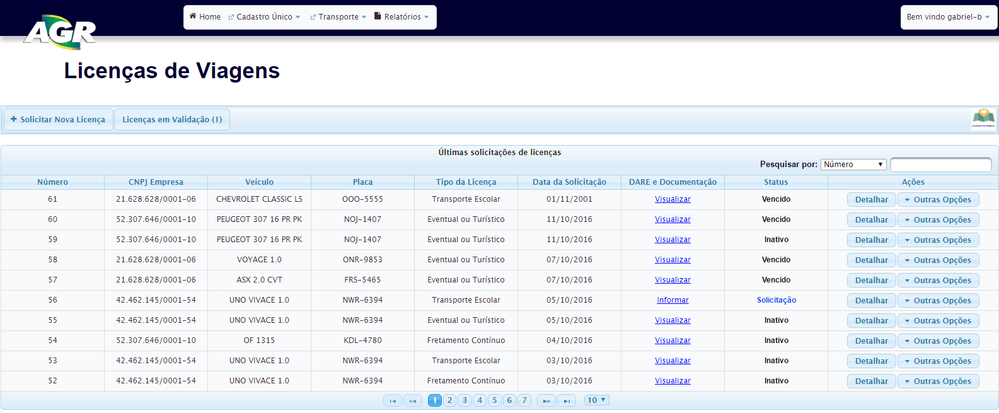 AGR
Home Cadastro Único Transporte Relatórios Bem vindo gabriel-b
Licenças de Viagens
+ Solicitar Nova Licença Licenças em Validação (1)
Licenças de Viagens
Últimas solicitações de licenças
Pesquisar por: Número
Número CNPJ Empresa Veículo Placa Tipo da Licença Data da Solicitação DARE e Documentação Status Ações
61 21.628.628/0001-06 CHEVROLET CLASSIC LS OOO-5555 Transporte Escolar 01/11/2001 Visualizar Vencido Detalhar Outras Opções
60 52.307.646/0001-10 PEUGEOT 307 16 PR PK NOJ-1407 Eventual ou Turístico 11/10/2016 Visualizar Vencido Detalhar Outras Opções
59 52.307.646/0001-10 PEUGEOT 307 16 PR PK NOJ-1407 Eventual ou Turístico 11/10/2016 Visualizar Inativo Detalhar Outras Opções
58 21.628.628/0001-06 VOYAGE 1.0 ONR-9853 Eventual ou Turístico 07/10/2016 Visualizar Vencido Detalhar Outras Opções
57 21.628.628/0001-06 ASX 2.0 CVT FRS-5465 Eventual ou Turístico 07/10/2016 Visualizar Vencido Detalhar Outras Opções
56 42.462.145/0001-54 UNO VIVACE 1.0 NWR-6394 Transporte Escolar 05/10/2016 Informar Solicitação Detalhar Outras Opções
55 42.462.145/0001-54 UNO VIVACE 1.0 NWR-6394 Eventual ou Turístico 05/10/2016 Visualizar Inativo Detalhar Outras Opções
54 52.307.646/0001-10 OF 1315 KDL-4780 Fretamento Contínuo 04/10/2016 Visualizar Inativo Detalhar Outras Opções
53 42.462.145/0001-54 UNO VIVACE 1.0 NWR-6394 Transporte Escolar 03/10/2016 Visualizar Inativo Detalhar Outras Opções
52 42.462.145/0001-54 UNO VIVACE 1.0 NWR-6394 Fretamento Contínuo 03/10/2016 Visualizar Inativo Detalhar Outras Opções
1 2 3 4 5 6 7 10